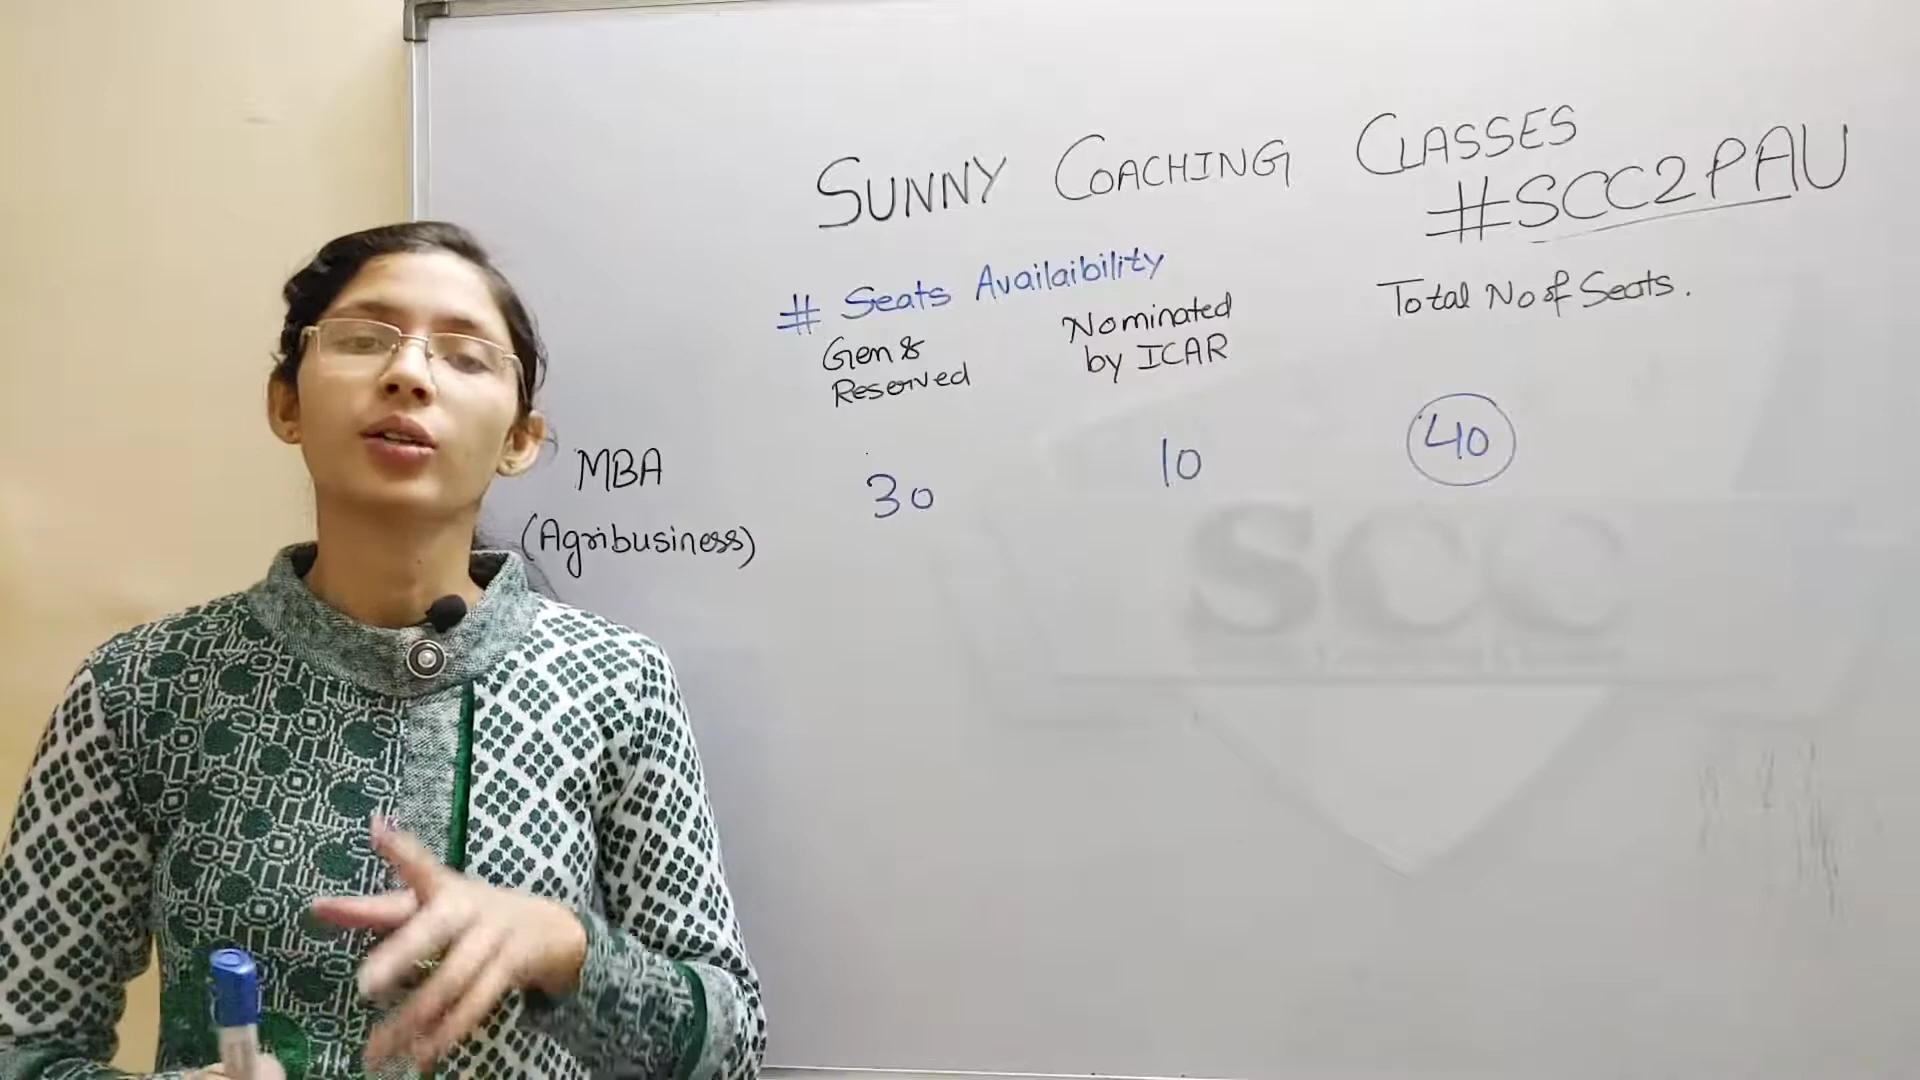 SUNNY COACHING CLASSES
#SCC2PAU
# Seats Availaibility
Gen &
Reserved
Nominated
by ICAR
Total No of Seats.
MBA
(Agribusiness)
30
10
40
SCC